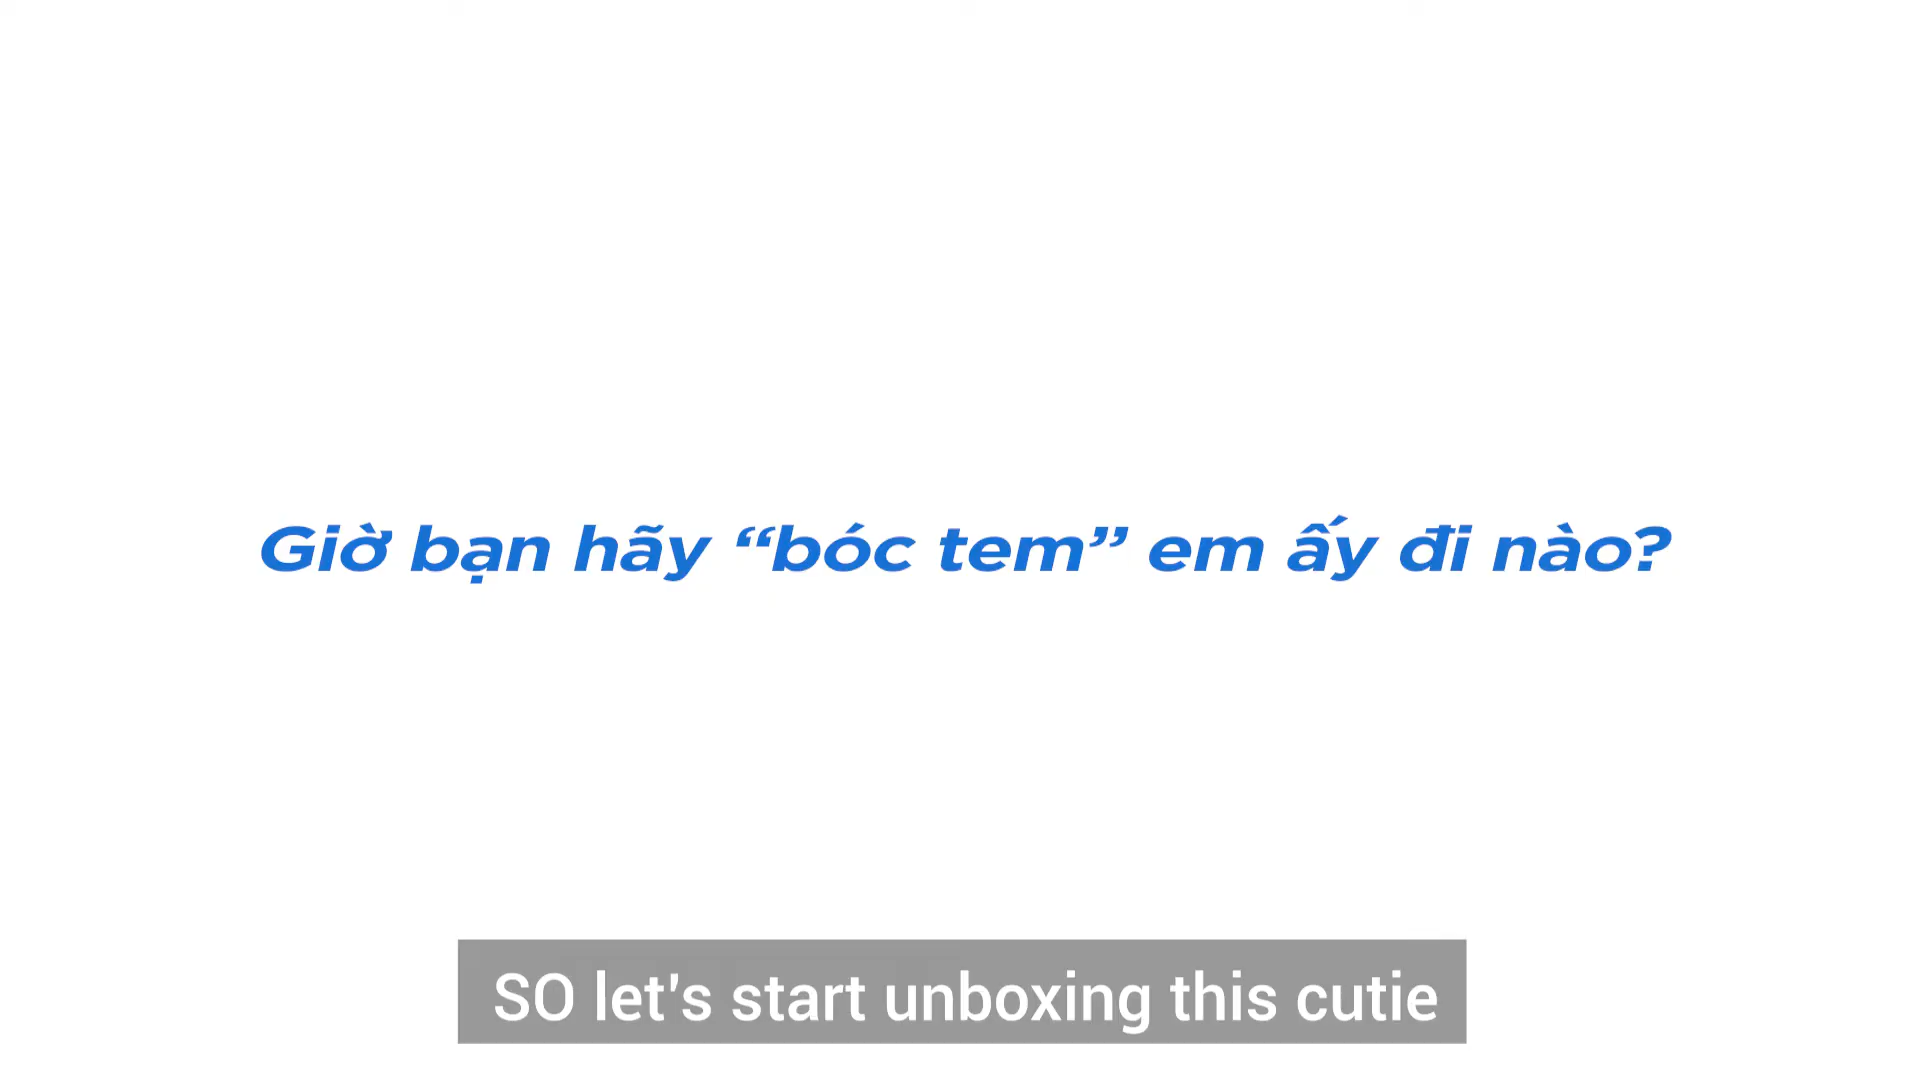 Giờ bạn hãy “bóc tem” em ấy đi nào?
SO let's start unboxing this cutie